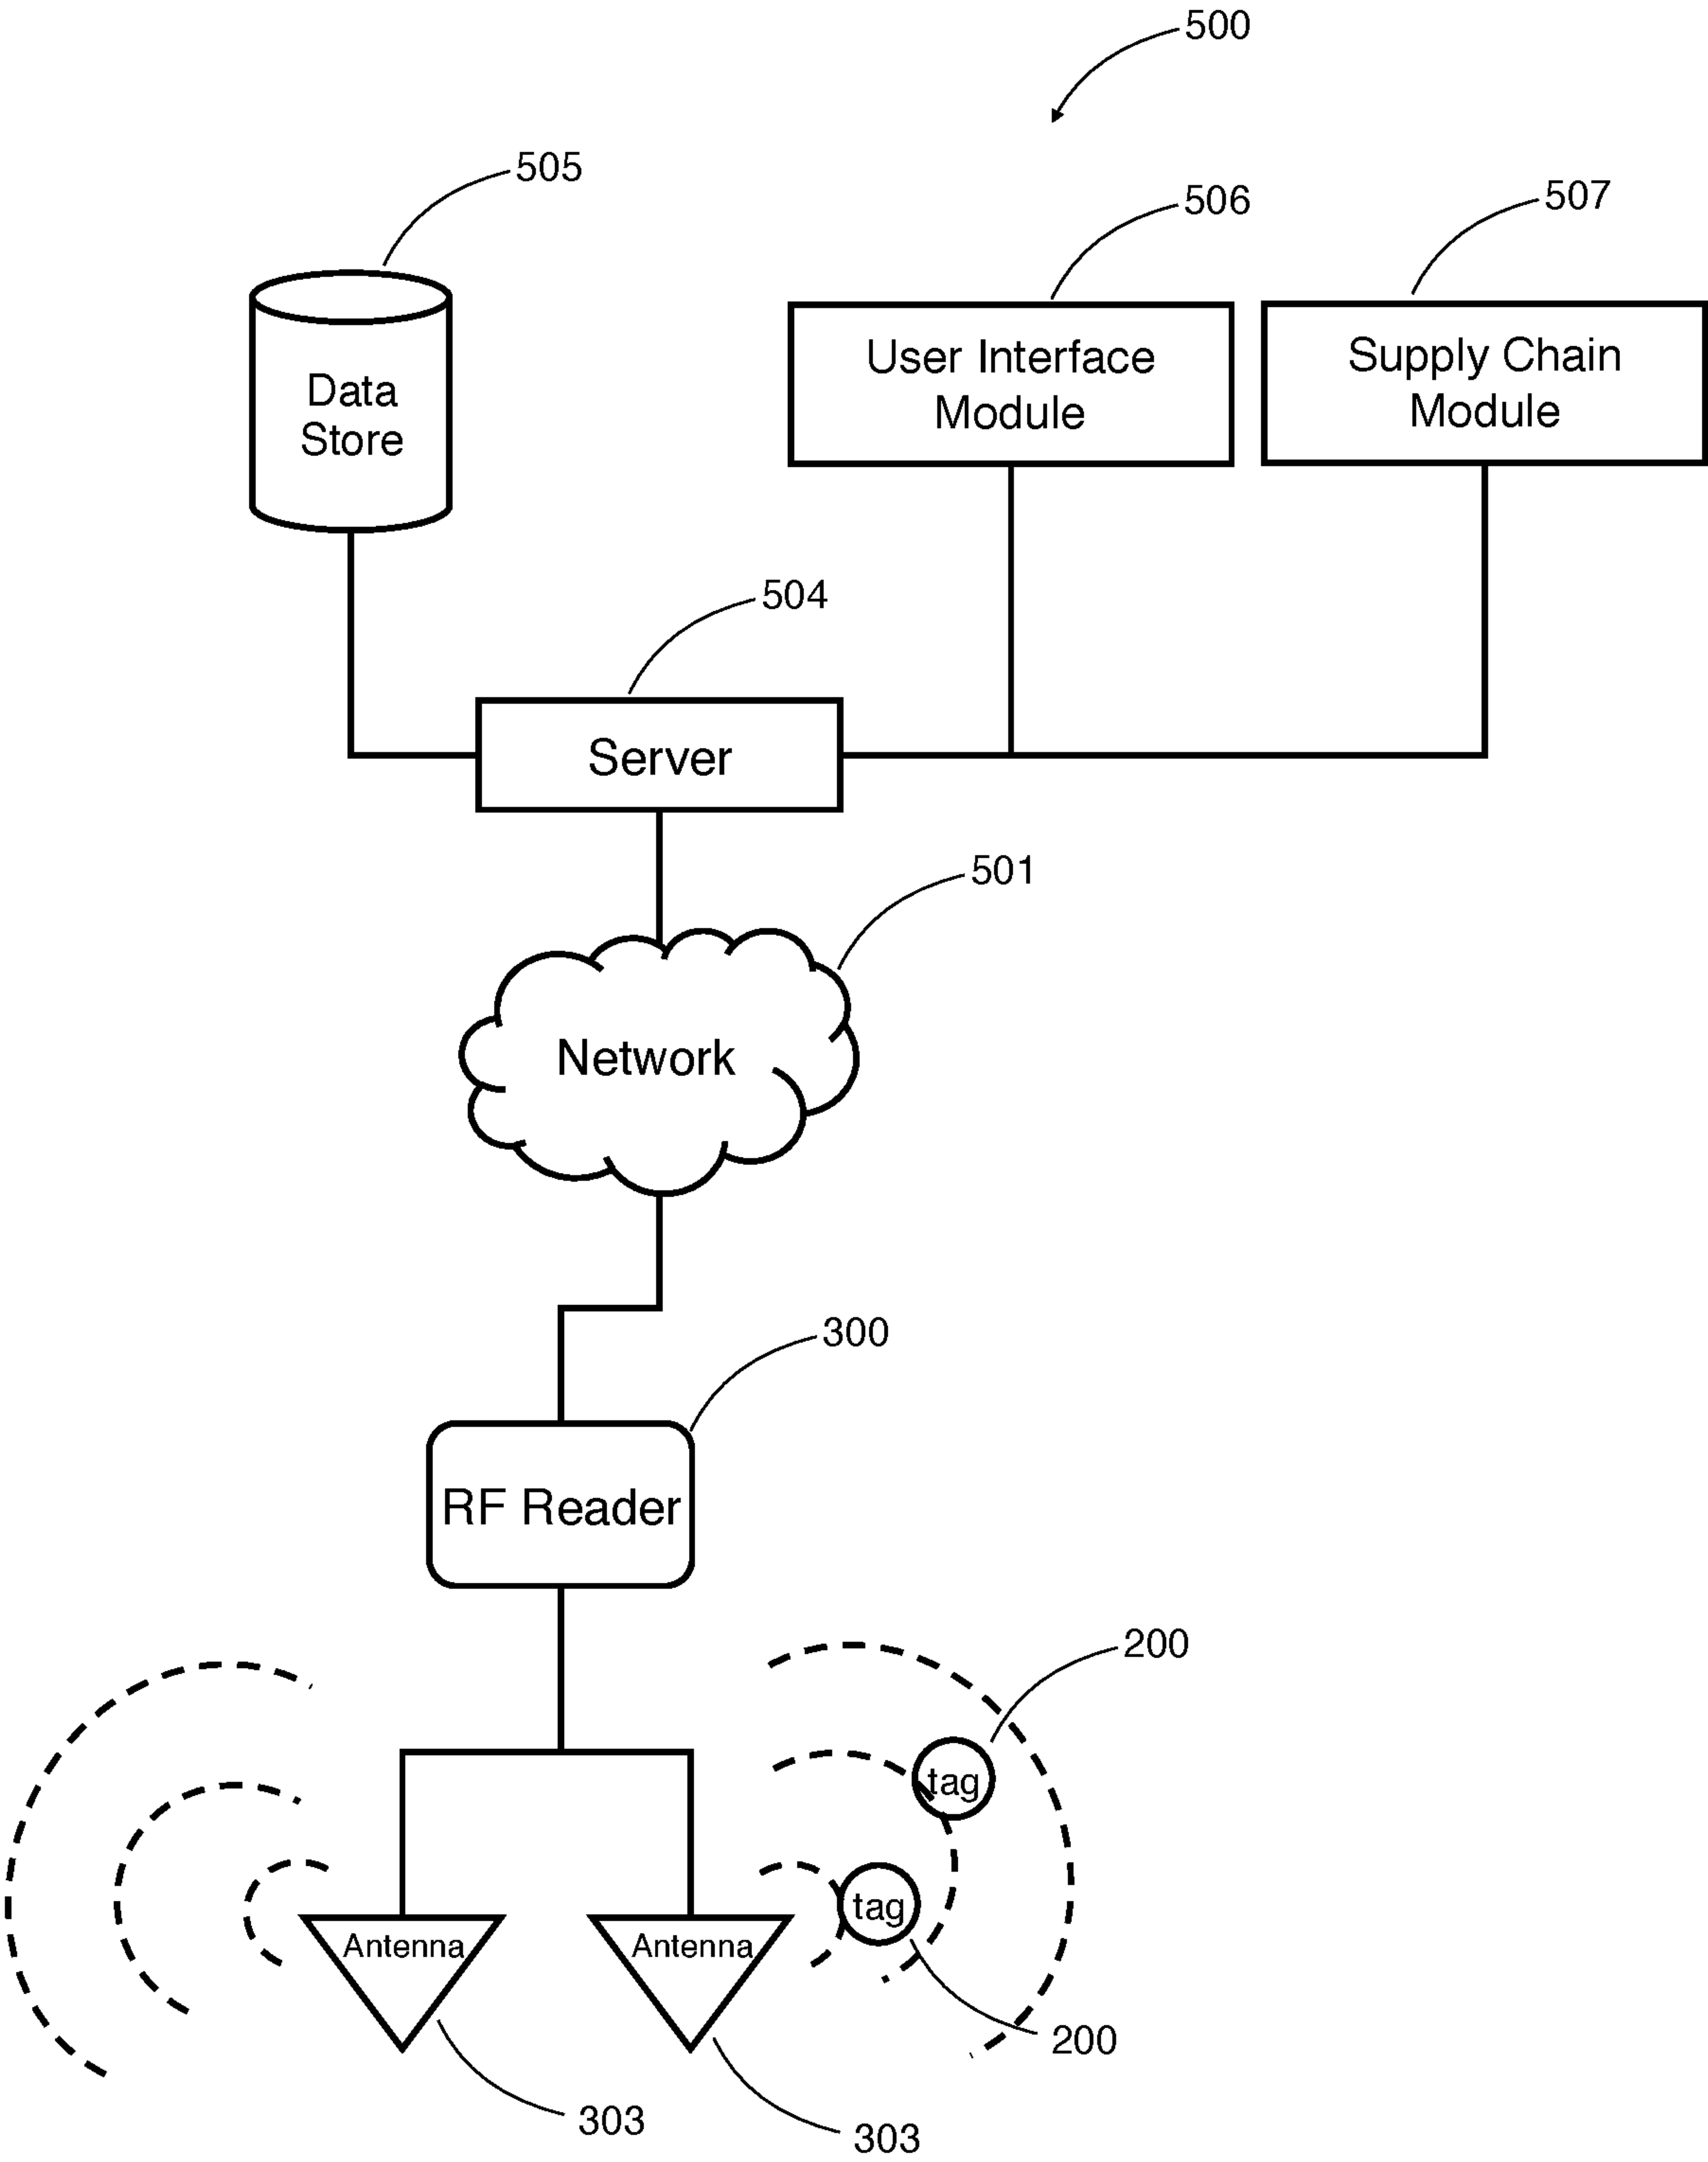 500
505
506
507
User Interface
Module
Supply Chain
Module
Data
Store
504
Server
501
Network
300
RF Reader
200
tag
tag
Antenna
Antenna
200
303
303